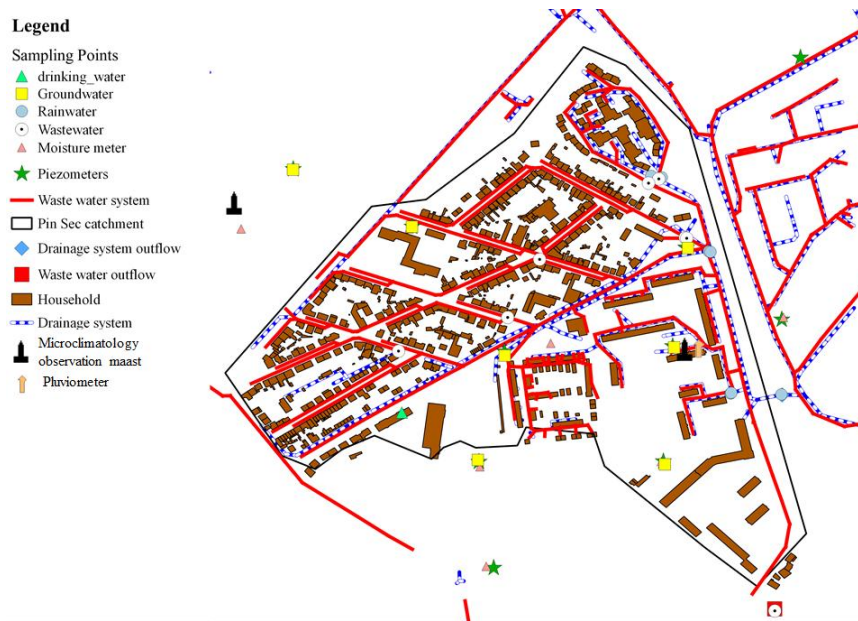 Legend
Sampling Points
drinking_water
Groundwater
Rainwater
Wastewater
Moisture meter
Piezometers
Waste water system
Pin Sec catchment
Drainage system outflow
Waste water outflow
Household
Drainage system
Microclimatology
observation maast
Pluviometer